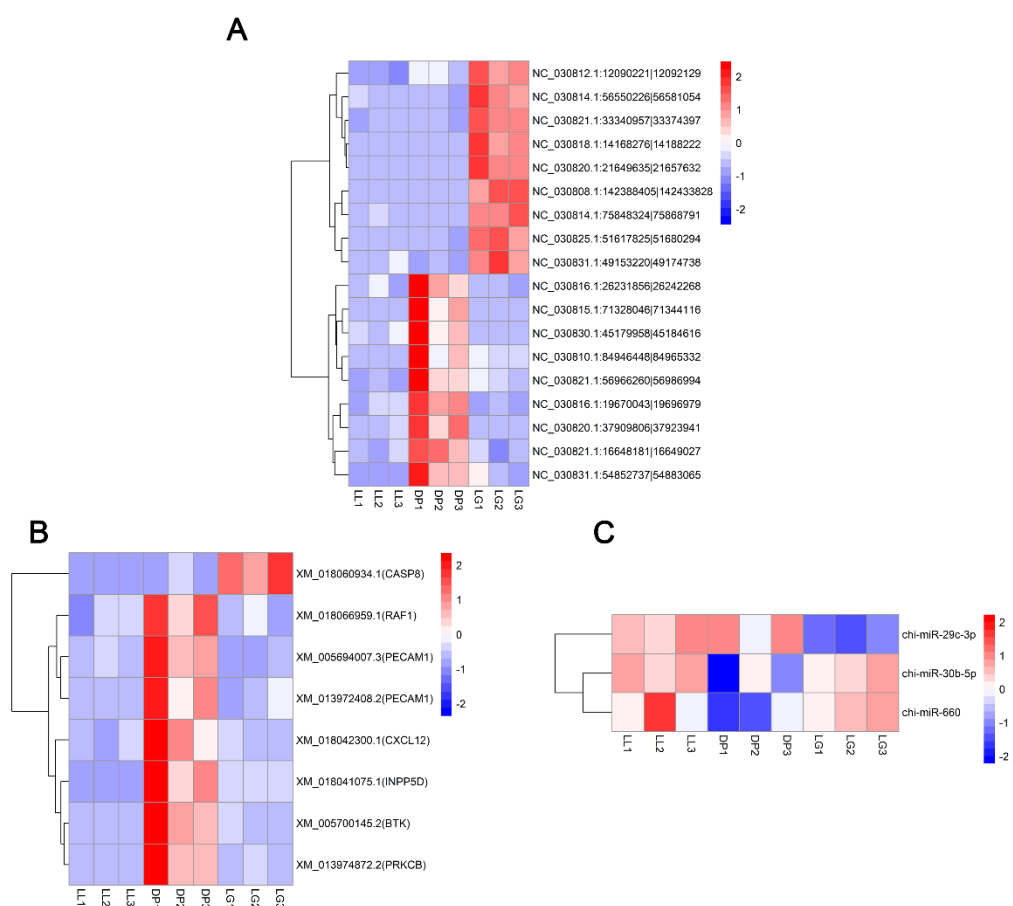 A
NC_030812.1:12090221|12092129
NC_030814.1:56550226|56581054
NC_030821.1:33340957|33374397
NC_030818.1:14168276|14188222
NC_030820.1:21649635|21657632
NC_030808.1:142388405|142433828
NC_030814.1:75848324|75868791
NC_030825.1:51617825|51680294
NC_030831.1:49153220|49174738
NC_030816.1:26231856|26242268
NC_030815.1:71328046|71344116
NC_030830.1:45179958|45184616
NC_030810.1:84946448|84965332
NC_030821.1:56966260|56986994
NC_030816.1:19670043|19696979
NC_030820.1:37909806|37923941
NC_030821.1:16648181|16649027
NC_030831.1:54852737|54883065
2
1
0
-1
-2
LL1 LL2 LL3 DP1 DP2 DP3 LG1 LG2 LG3
B
XM_018060934.1(CASP8)
XM_018066959.1(RAF1)
XM_005694007.3(PECAM1)
XM_013972408.2(PECAM1)
XM_018042300.1(CXCL12)
XM_018041075.1(INPP5D)
XM_005700145.2(BTK)
XM_013974872.2(PRKCB)
2
1
0
-1
-2
LL1 LL2 LL3 DP1 DP2 DP3 LG1 LG2 LG3
C
chi-miR-29c-3p
chi-miR-30b-5p
chi-miR-660
2
1
0
-1
-2
LL1 LL2 LL3 DP1 DP2 DP3 LG1 LG2 LG3